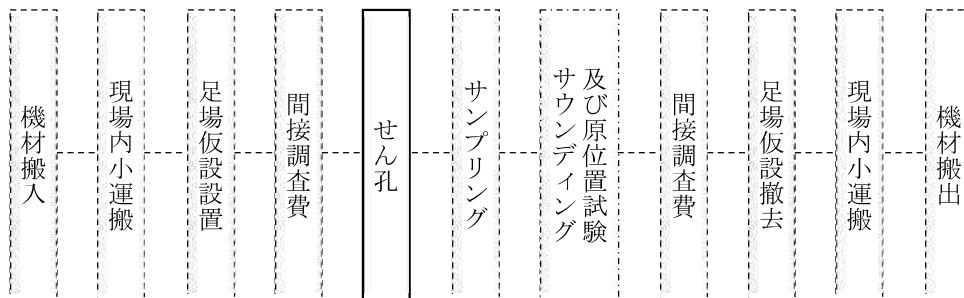 機材搬入
現場内小運搬
足場仮設設置
間接調査費
せん孔
サンプリング
サウンディング
及び原位置試験
間接調査費
足場仮設撤去
現場内小運搬
機材搬出